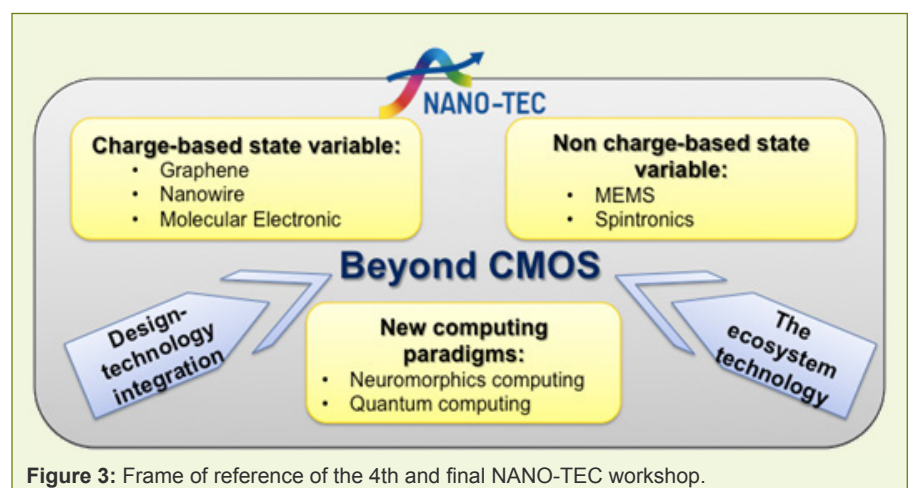 NANO-TEC
Charge-based state variable:
• Graphene
• Nanowire
• Molecular Electronic
Non charge-based state
variable:
• MEMS
• Spintronics
Beyond CMOS
Design-
technology
integration
New computing
paradigms:
• Neuromorphics computing
• Quantum computing
The
ecosystem
technology
Figure 3: Frame of reference of the 4th and final NANO-TEC workshop.